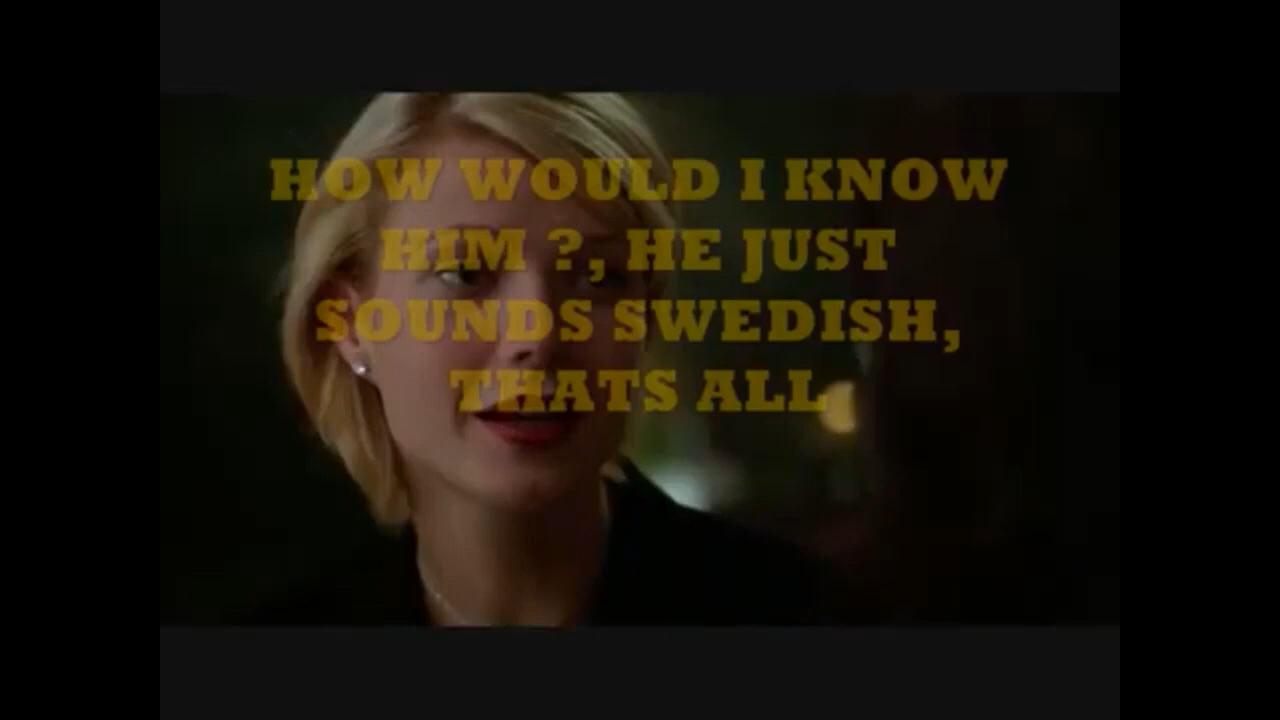 HOW WOULD I KNOW
HIM ?, HE JUST
SOUNDS SWEDISH,
THATS ALL